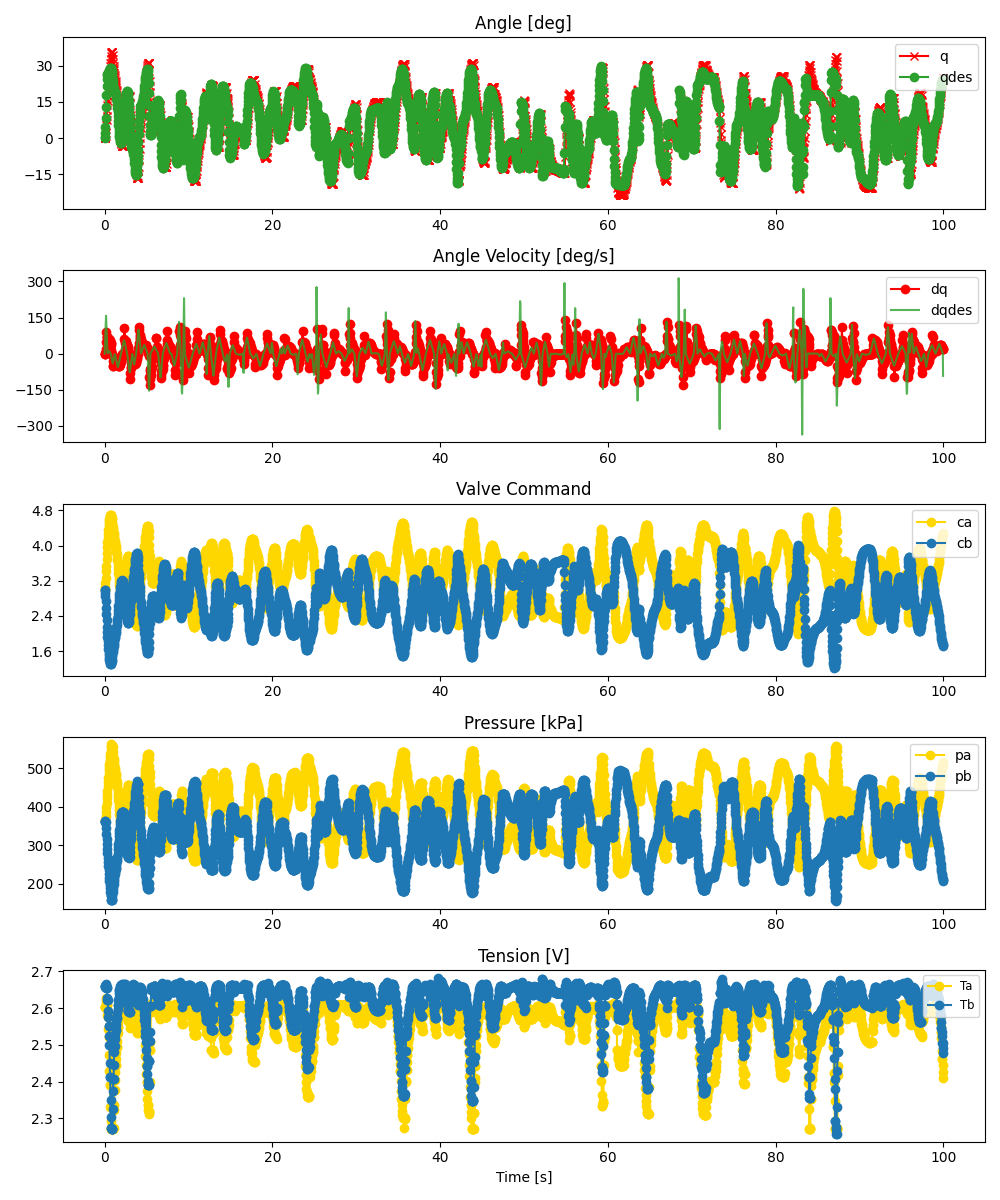 Angle [deg]
30
15
0
−15
q
qdes
0 20 40 60 80 100
Angle Velocity [deg/s]
300
150
0
−150
−300
dq
dqdes
0 20 40 60 80 100
Valve Command
4.8
4.0
3.2
2.4
1.6
ca
cb
0 20 40 60 80 100
Pressure [kPa]
500
400
300
200
pa
pb
0 20 40 60 80 100
Tension [V]
2.7
2.6
2.5
2.4
2.3
Ta
Tb
0 20 40 60 80 100
Time [s]